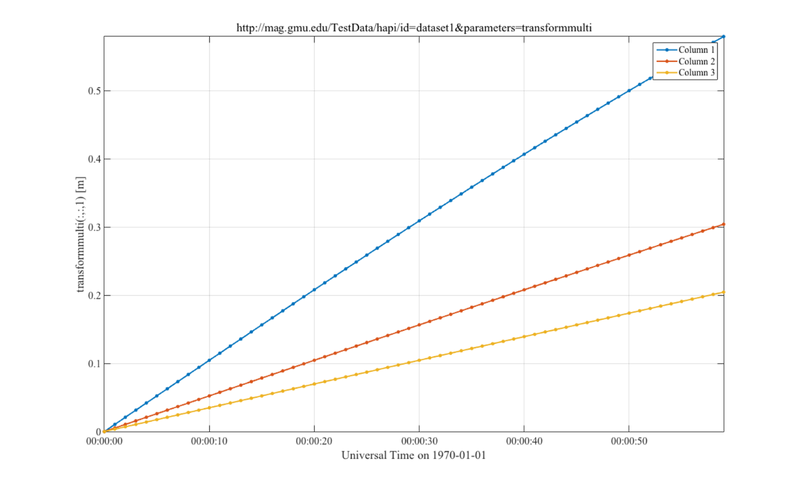 http://mag.gmu.edu/TestData/hapi/id=dataset1&parameters=transformmulti
Column 1
Column 2
Column 3
transformmulti(:,:,1) [m]
0.5
0.4
0.3
0.2
0.1
0
00:00:00 00:00:10 00:00:20 00:00:30 00:00:40 00:00:50
Universal Time on 1970-01-01